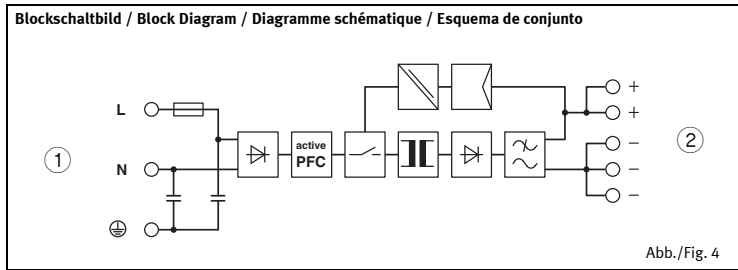 Blockschaltbild / Block Diagram / Diagramme schématique / Esquema de conjunto
L
+
+
active
PFC
1
N
2
−
−
−
Abb./Fig. 4